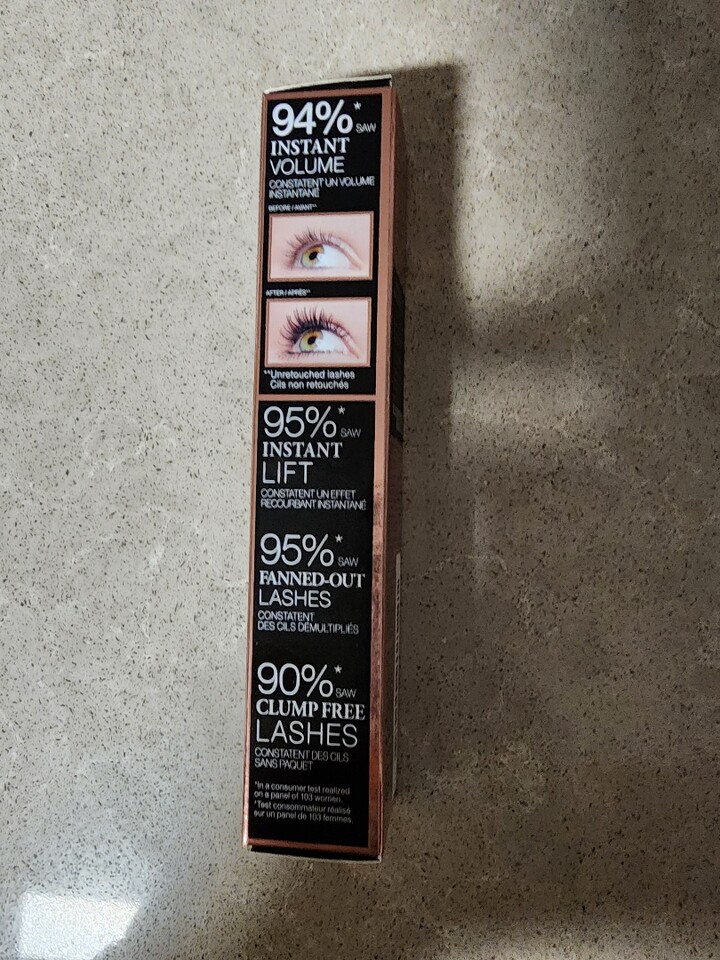 94%*
SAW
INSTANT
VOLUME
CONSTATENT UN VOLUME
INSTANTANÉ
BEFORE / AVANT**
AFTER / APRÈS**
**Unretouched lashes
Cils non retouchés
95%*
SAW
INSTANT
LIFT
CONSTATENT UN EFFET
RECOURBANT INSTANTANÉ
95%*
SAW
FANNED-OUT
LASHES
CONSTATENT
DES CILS DÉMULTIPLIÉS
90%*
SAW
CLUMP FREE
LASHES
CONSTATENT DES CILS
SANS PAQUET
*In a consumer test realized
on a panel of 103 women.
*Test consommateur réalisé
sur un panel de 103 femmes.